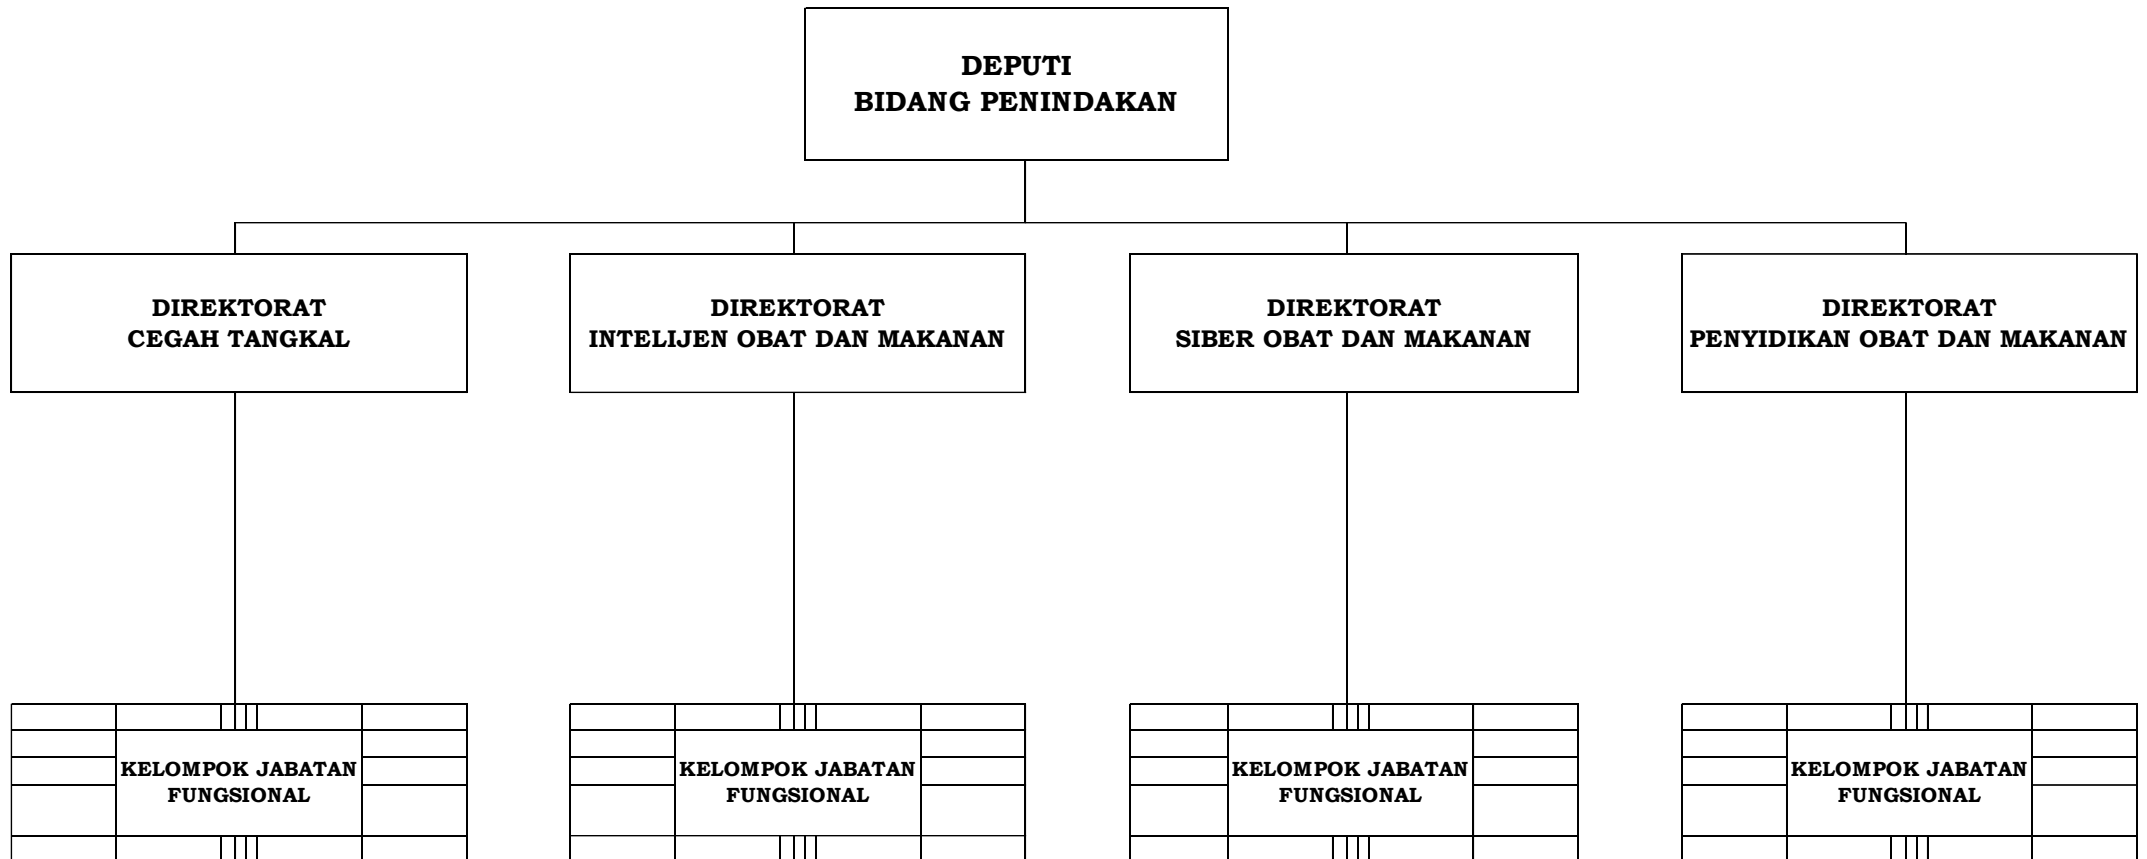 DEPUTI
BIDANG PENINDAKAN
DIREKTORAT
CEGAH TANGKAL
DIREKTORAT
INTELIJEN OBAT DAN MAKANAN
DIREKTORAT
SIBER OBAT DAN MAKANAN
DIREKTORAT
PENYIDIKAN OBAT DAN MAKANAN
KELOMPOK JABATAN
FUNGSIONAL
KELOMPOK JABATAN
FUNGSIONAL
KELOMPOK JABATAN
FUNGSIONAL
KELOMPOK JABATAN
FUNGSIONAL